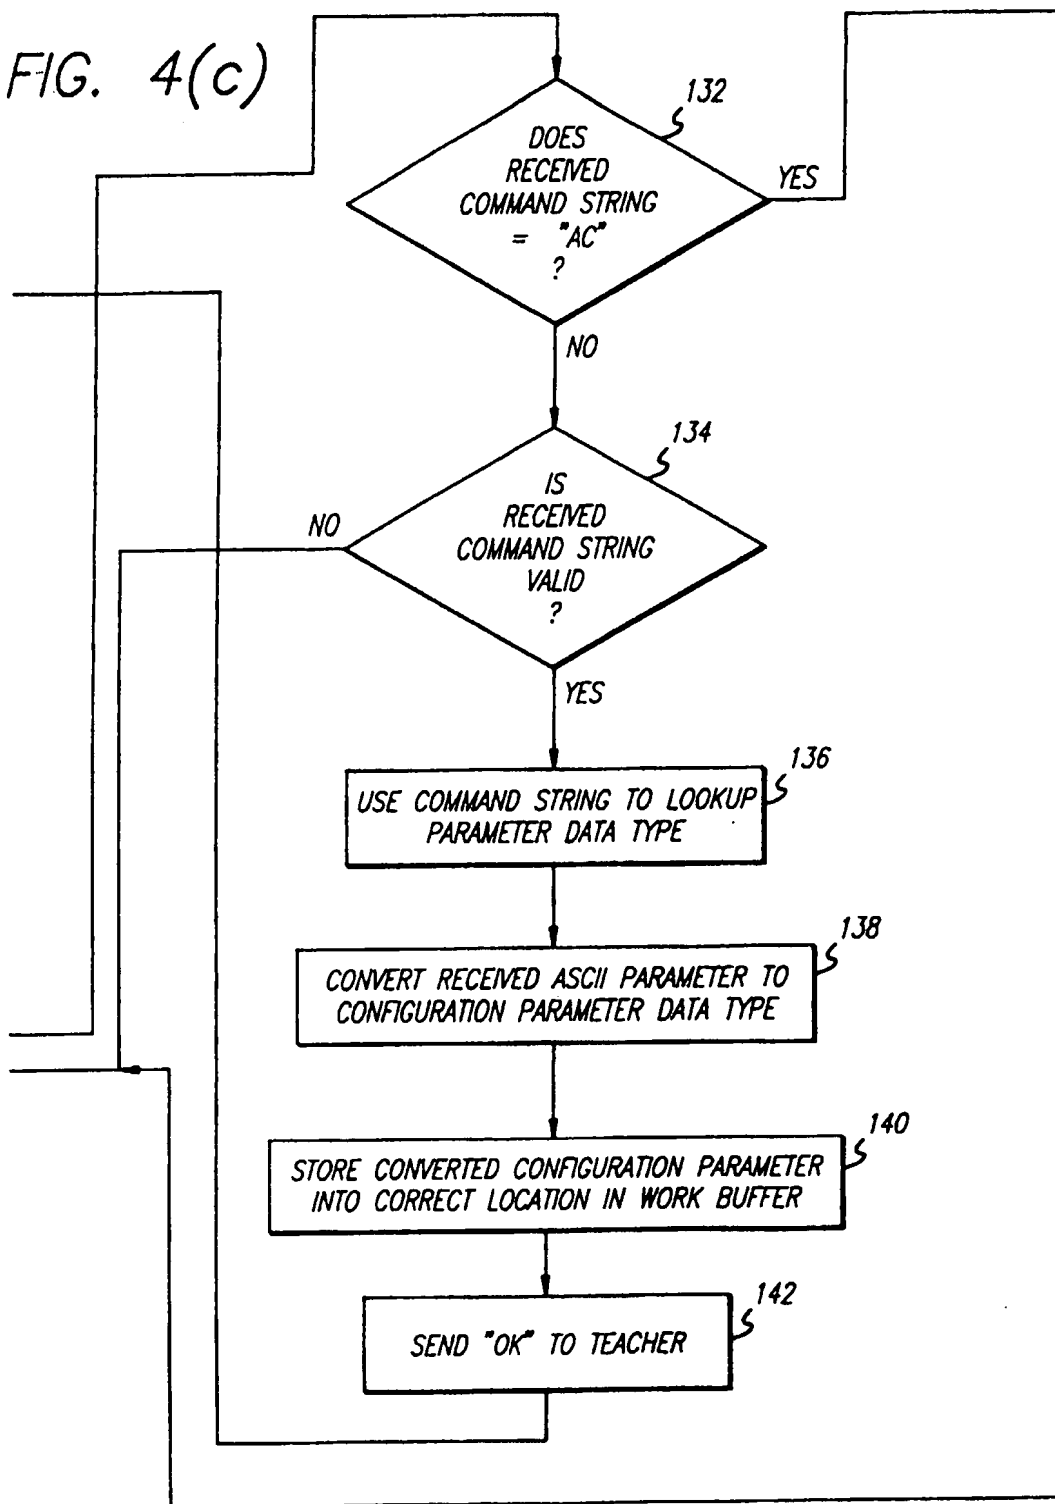 FIG. 4(c)
132
DOES
RECEIVED
COMMAND STRING
= "AC"
?
YES
NO
134
IS
RECEIVED
COMMAND STRING
VALID
?
NO
YES
136
USE COMMAND STRING TO LOOKUP
PARAMETER DATA TYPE
138
CONVERT RECEIVED ASCII PARAMETER TO
CONFIGURATION PARAMETER DATA TYPE
140
STORE CONVERTED CONFIGURATION PARAMETER
INTO CORRECT LOCATION IN WORK BUFFER
142
SEND "OK" TO TEACHER